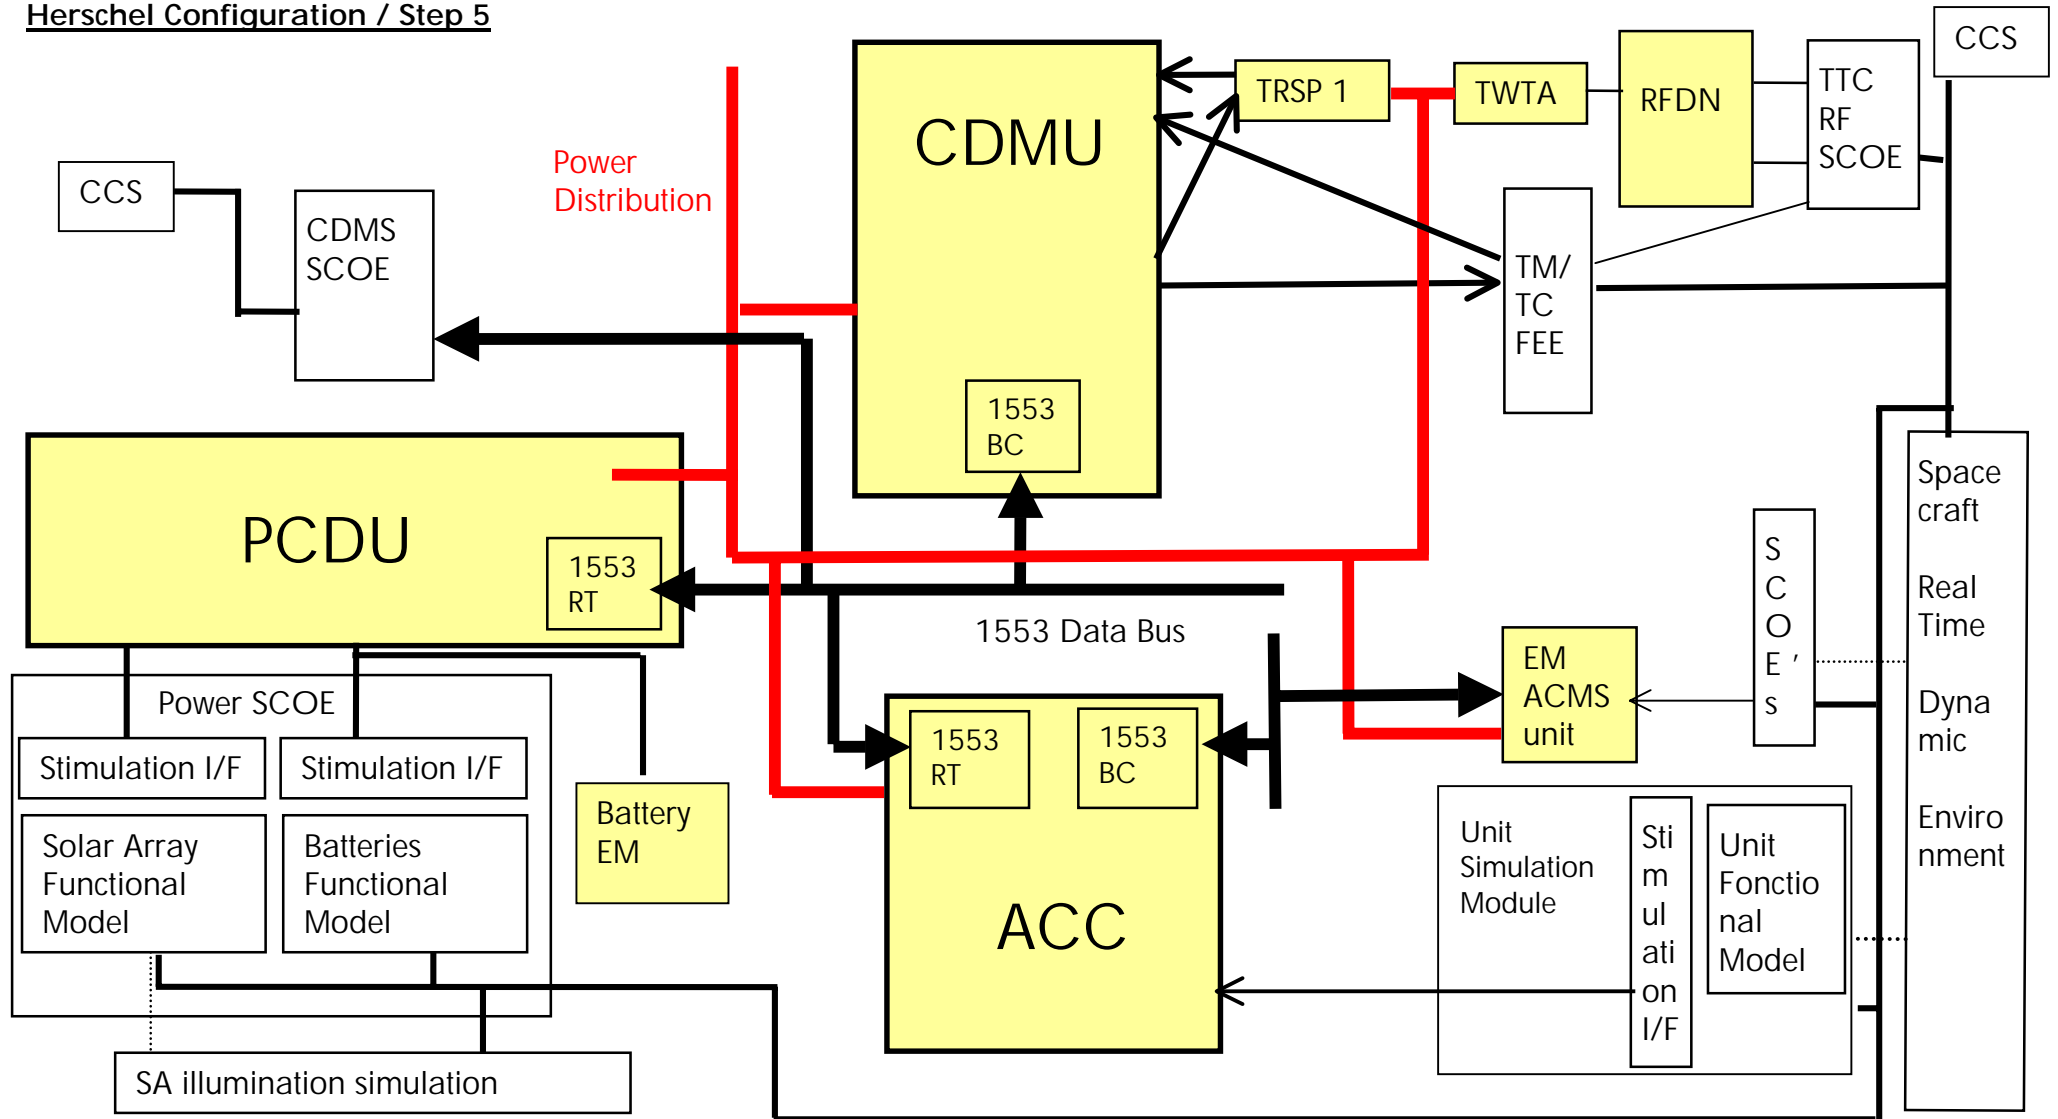 Herschel Configuration / Step 5
CCS
CDMS
SCOE
Power
Distribution
CDMU
1553
BC
TRSP 1
TWTA
RFDN
TTC
RF
SCOE
CCS
TM/
TC
FEE
PCDU
1553
RT
1553 Data Bus
Power SCOE
Stimulation I/F
Stimulation I/F
Solar Array
Functional
Model
Batteries
Functional
Model
Battery
EM
SA illumination simulation
1553
RT
1553
BC
ACC
EM
ACMS
unit
S
C
O
E '
s
Unit
Simulation
Module
Sti
m
ul
ati
on
I/F
Unit
Fonctio
nal
Model
Space
craft
Real
Time
Dyna
mic
Enviro
nment